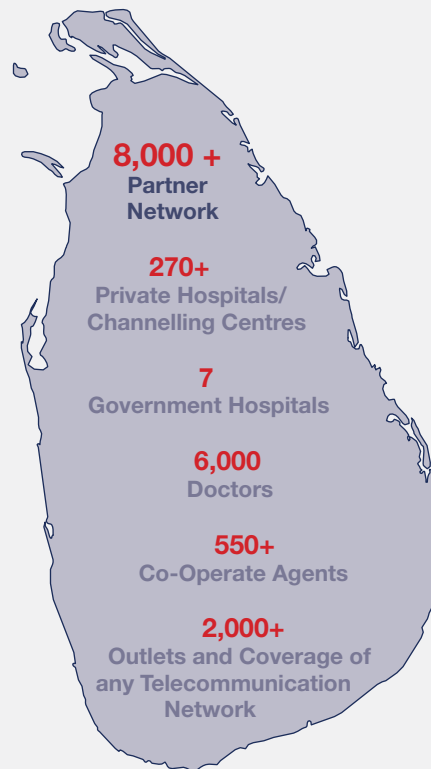 8,000 +
Partner
Network
270+
Private Hospitals/
Channelling Centres
7
Government Hospitals
6,000
Doctors
550+
Co-Operate Agents
2,000+
Outlets and Coverage of
any Telecommunication
Network